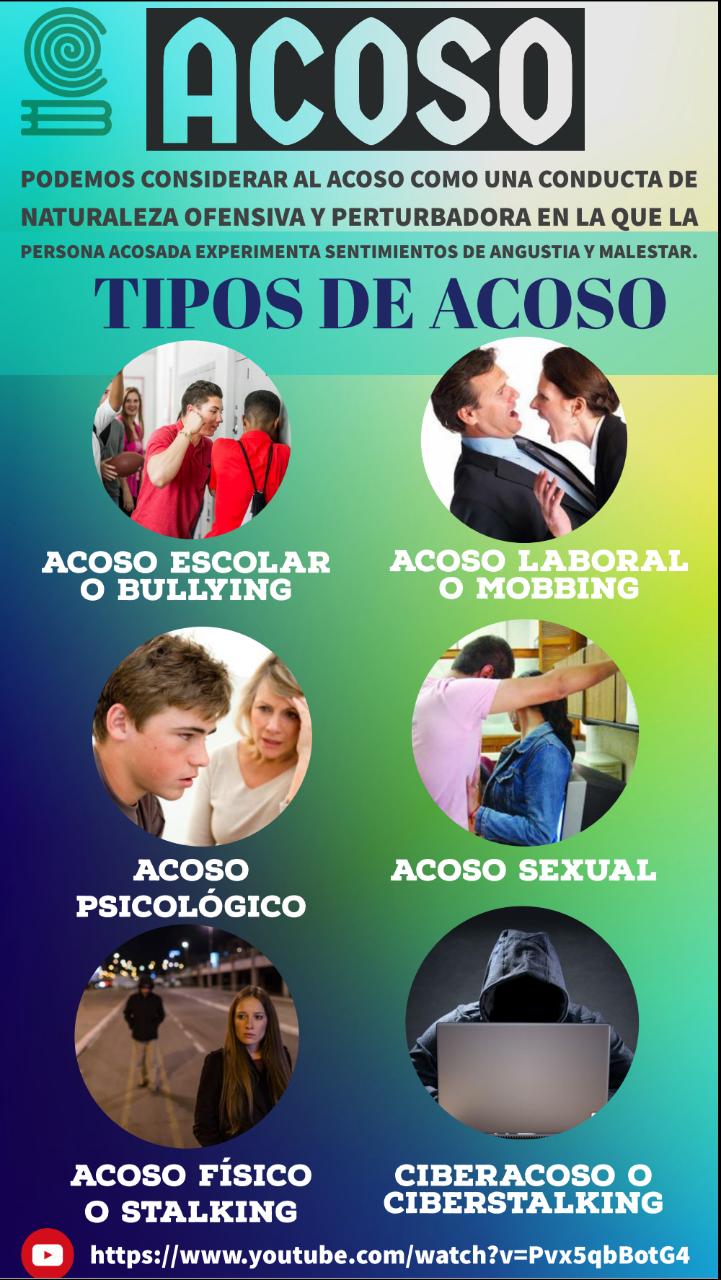 ACOSO
PODEMOS CONSIDERAR AL ACOSO COMO UNA CONDUCTA DE
NATURALEZA OFENSIVA Y PERTURBADORA EN LA QUE LA
PERSONA ACOSADA EXPERIMENTA SENTIMIENTOS DE ANGUSTIA Y MALESTAR.
TIPOS DE ACOSO
ACOSO ESCOLAR
O BULLYING
ACOSO LABORAL
O MOBBING
ACOSO
PSICOLÓGICO
ACOSO SEXUAL
ACOSO FÍSICO
O STALKING
CIBERACOSO O
CIBERSTALKING
https://www.youtube.com/watch?v=Pvx5qbBotG4